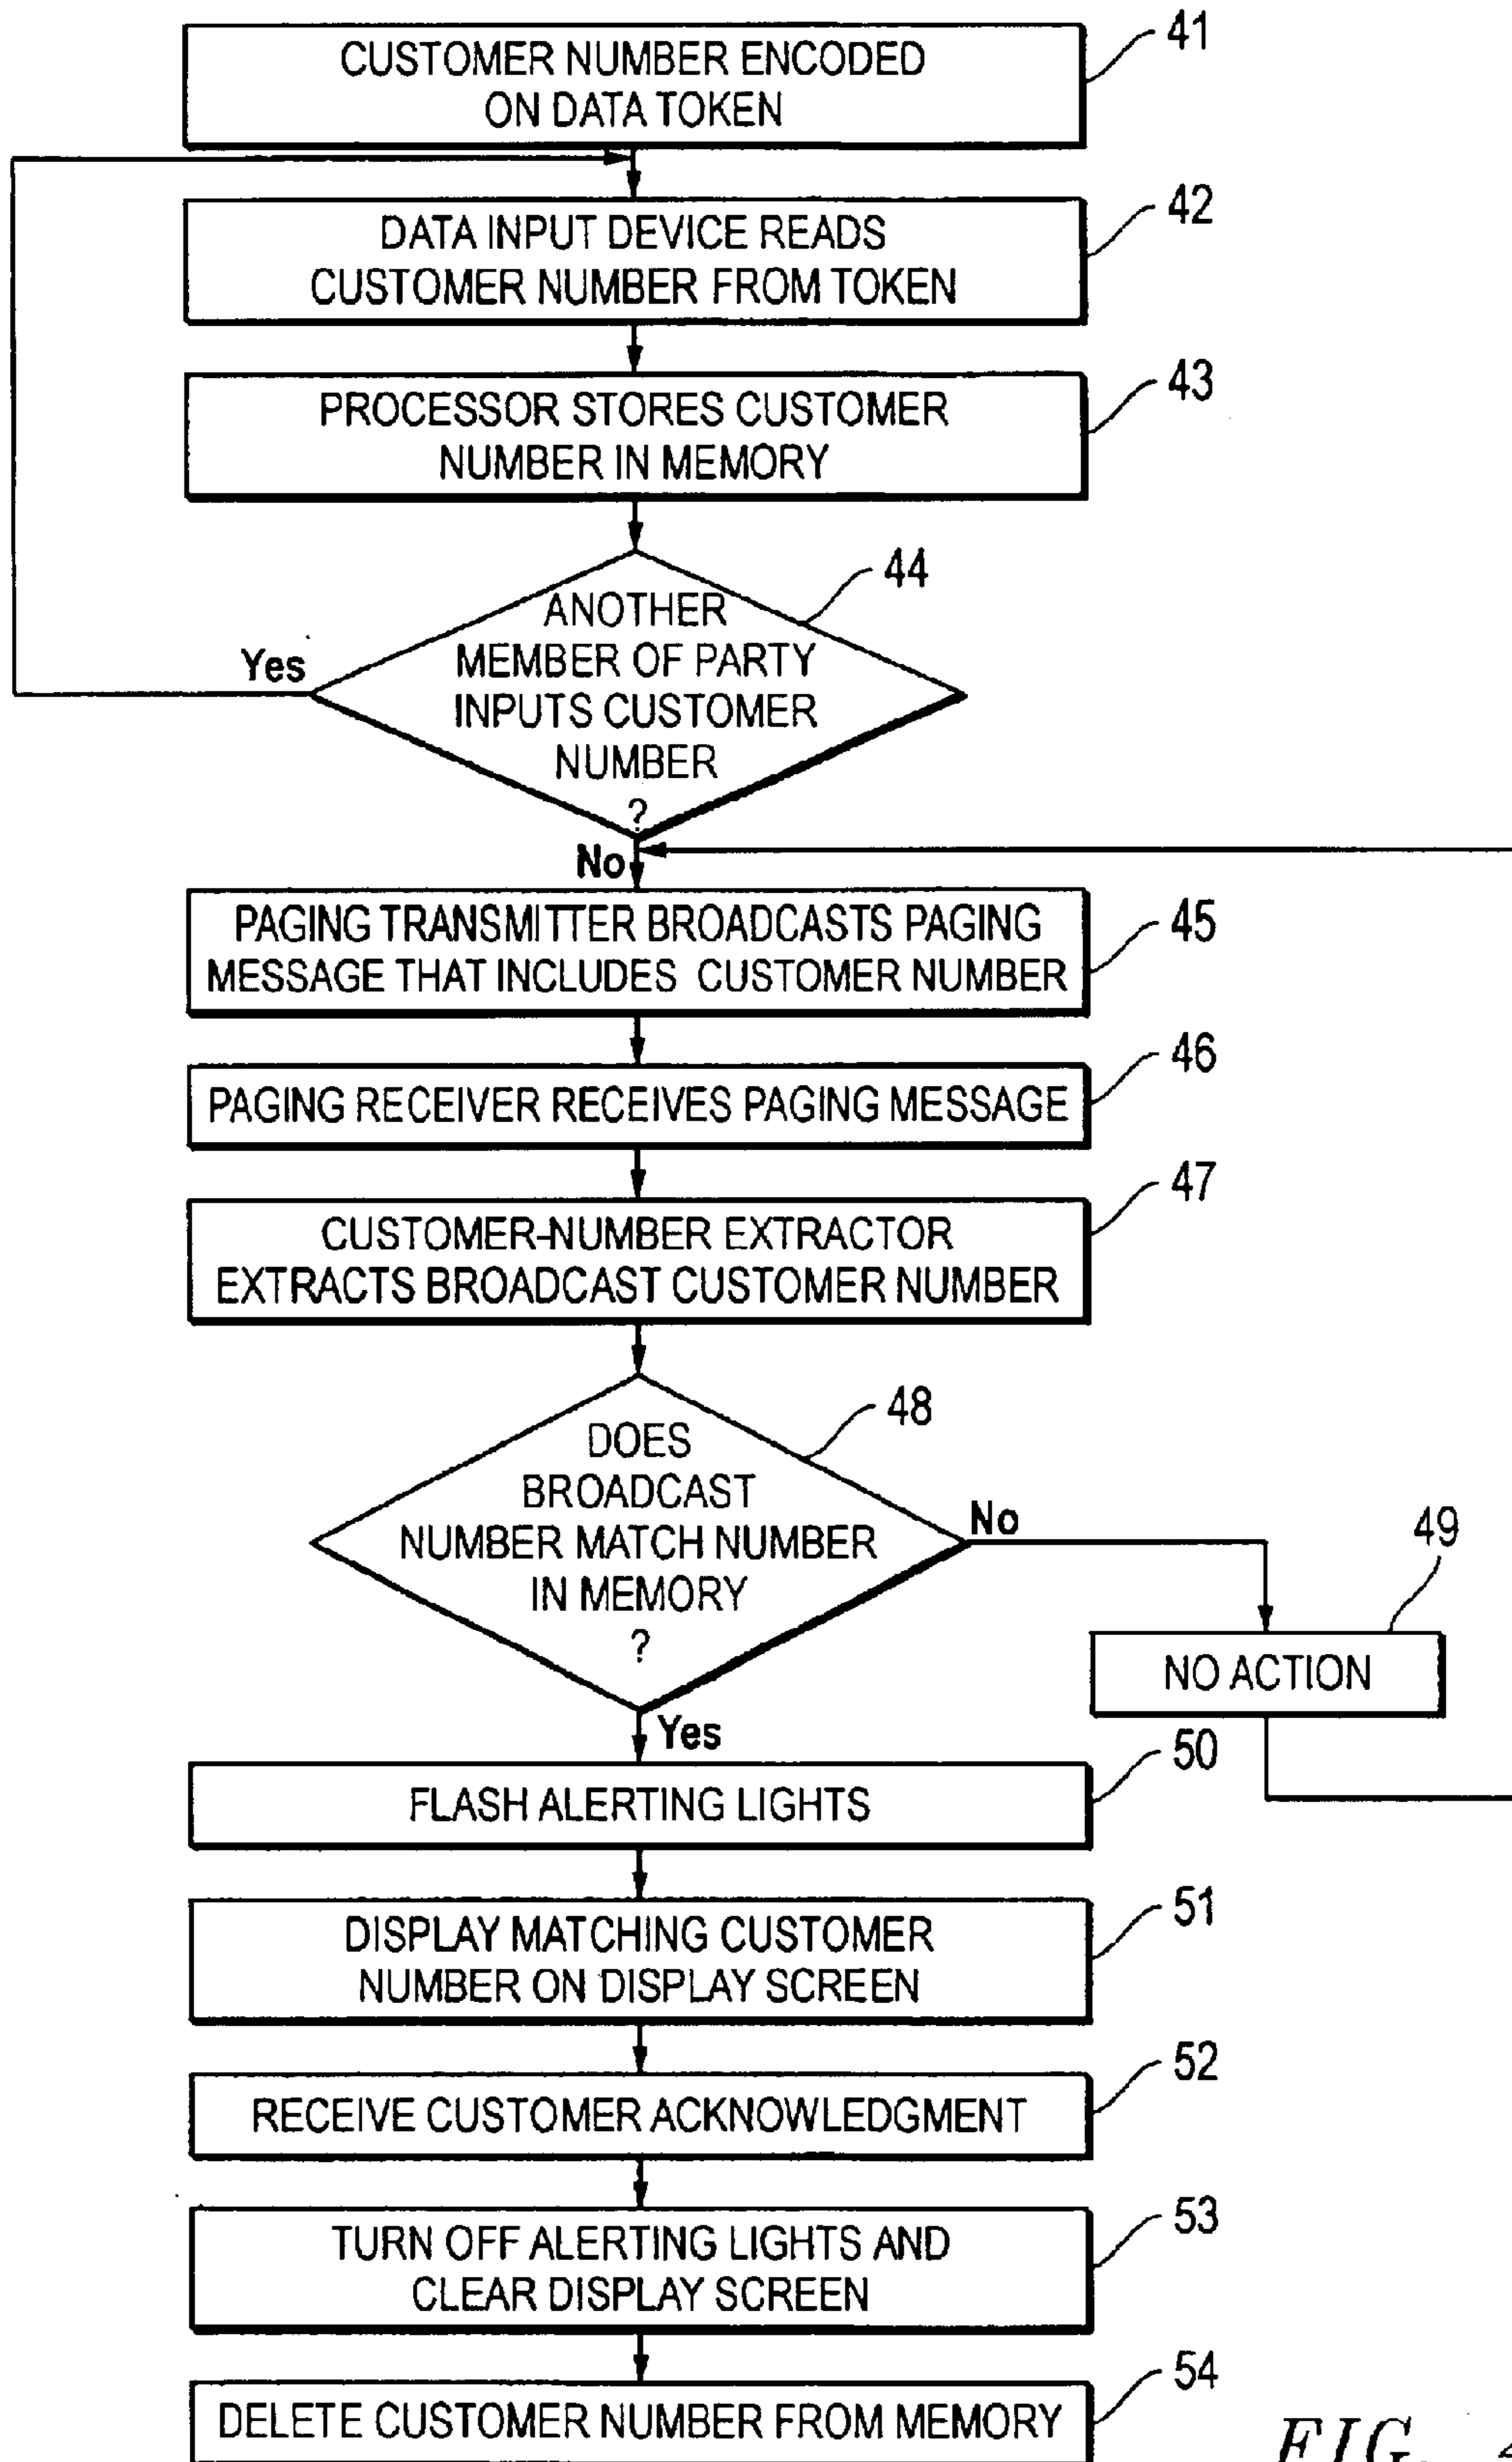 41
CUSTOMER NUMBER ENCODED
ON DATA TOKEN
42
DATA INPUT DEVICE READS
CUSTOMER NUMBER FROM TOKEN
43
PROCESSOR STORES CUSTOMER
NUMBER IN MEMORY
44
ANOTHER
MEMBER OF PARTY
INPUTS CUSTOMER
NUMBER
?
Yes
No
45
PAGING TRANSMITTER BROADCASTS PAGING
MESSAGE THAT INCLUDES CUSTOMER NUMBER
46
PAGING RECEIVER RECEIVES PAGING MESSAGE
47
CUSTOMER-NUMBER EXTRACTOR
EXTRACTS BROADCAST CUSTOMER NUMBER
48
DOES
BROADCAST
NUMBER MATCH NUMBER
IN MEMORY
?
No
49
NO ACTION
Yes
50
FLASH ALERTING LIGHTS
51
DISPLAY MATCHING CUSTOMER
NUMBER ON DISPLAY SCREEN
52
RECEIVE CUSTOMER ACKNOWLEDGMENT
53
TURN OFF ALERTING LIGHTS AND
CLEAR DISPLAY SCREEN
54
DELETE CUSTOMER NUMBER FROM MEMORY
FIG.